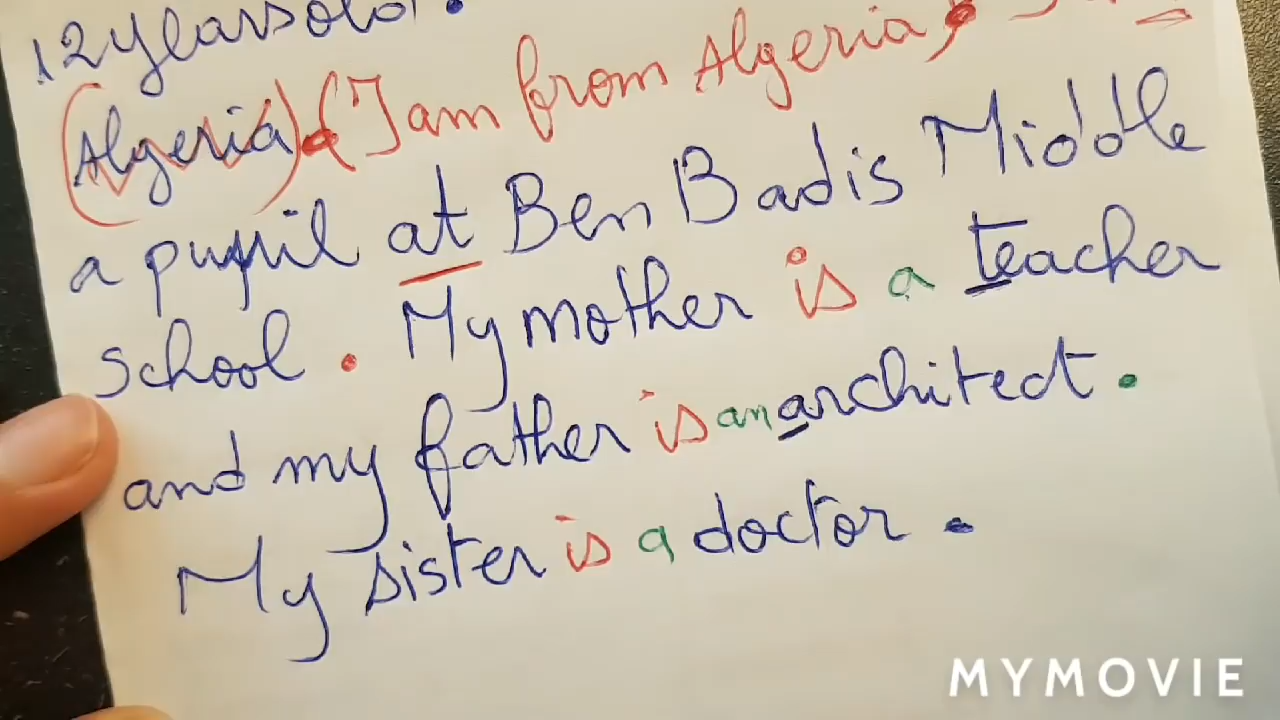 12 years old.
(Algeria) (I am from Algeria,
a pupil at Ben Badis Middle
school. My mother is a teacher
and my father is an architect.
My sister is a doctor.
MYMOVIE